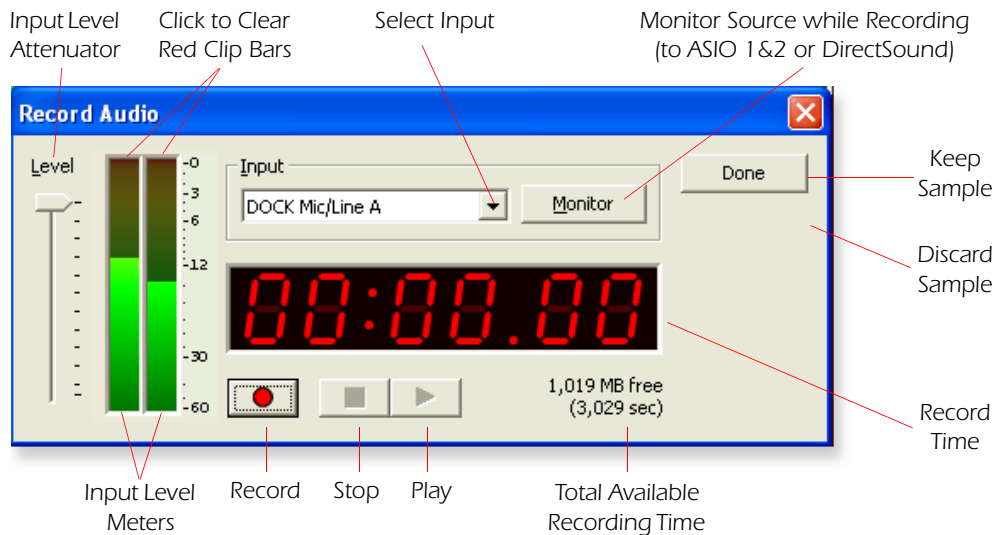 Input Level
Attenuator
Click to Clear
Red Clip Bars
Select Input
Monitor Source while Recording
(to ASIO 1&2 or DirectSound)
Record Audio
Level
-0
-3
-6
-12
-30
-60
Input
DOCK Mic/Line A
Monitor
Done
Keep
Sample
Discard
Sample
00:00.00
1,019 MB free
(3,029 sec)
Record
Time
Input Level
Meters
Record
Stop
Play
Total Available
Recording Time